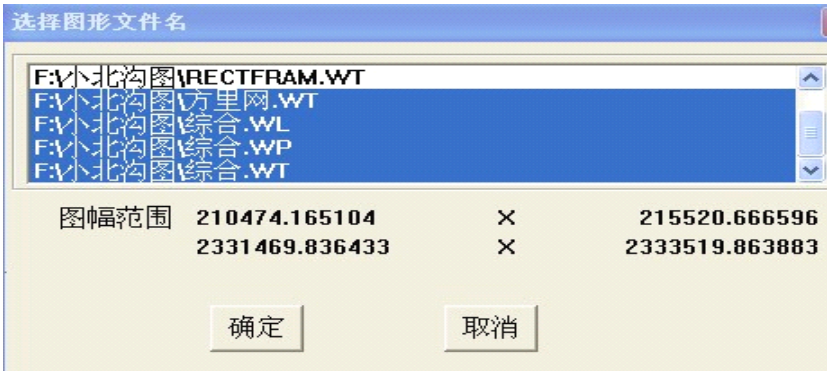 选择图形文件名
F:\小北沟图\RECTFRAM.WT
F:\小北沟图\方里网.WT
F:\小北沟图\综合.WL
F:\小北沟图\综合.WP
F:\小北沟图\综合.WT
图幅范围 210474.165104 × 215520.666596
2331469.836433 × 2333519.863883
确定 取消